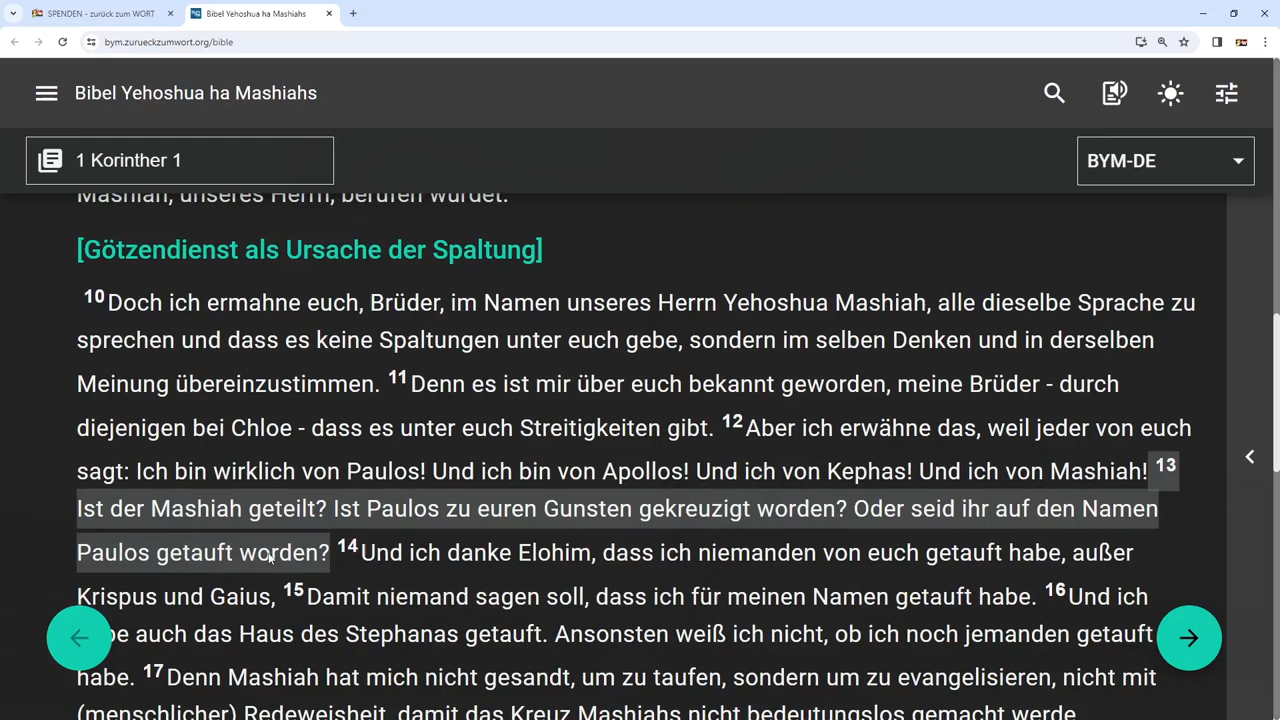 SPENDEN - zurück zum WORT
Bibel Yehoshua ha Mashiahs
bym.zurueckzumwort.org/bible
Bibel Yehoshua ha Mashiahs
1 Korinther 1
BYM-DE
Mashiah, unseres Herrn, berufen wurdet.
[Götzendienst als Ursache der Spaltung]
10 Doch ich ermahne euch, Brüder, im Namen unseres Herrn Yehoshua Mashiah, alle dieselbe Sprache zu
sprechen und dass es keine Spaltungen unter euch gebe, sondern im selben Denken und in derselben
Meinung übereinzustimmen. 11 Denn es ist mir über euch bekannt geworden, meine Brüder - durch
diejenigen bei Chloe - dass es unter euch Streitigkeiten gibt. 12 Aber ich erwähne das, weil jeder von euch
sagt: Ich bin wirklich von Paulos! Und ich bin von Apollos! Und ich von Kephas! Und ich von Mashiah! 13
Ist der Mashiah geteilt? Ist Paulos zu euren Gunsten gekreuzigt worden? Oder seid ihr auf den Namen
Paulos getauft worden? 14 Und ich danke Elohim, dass ich niemanden von euch getauft habe, außer
Krispus und Gaius, 15 Damit niemand sagen soll, dass ich für meinen Namen getauft habe. 16 Und ich
be auch das Haus des Stephanas getauft. Ansonsten weiß ich nicht, ob ich noch jemanden getauft
habe. 17 Denn Mashiah hat mich nicht gesandt, um zu taufen, sondern um zu evangelisieren, nicht mit
(menschlicher) Redeweisheit, damit das Kreuz Mashiahs nicht bedeutungslos gemacht werde.